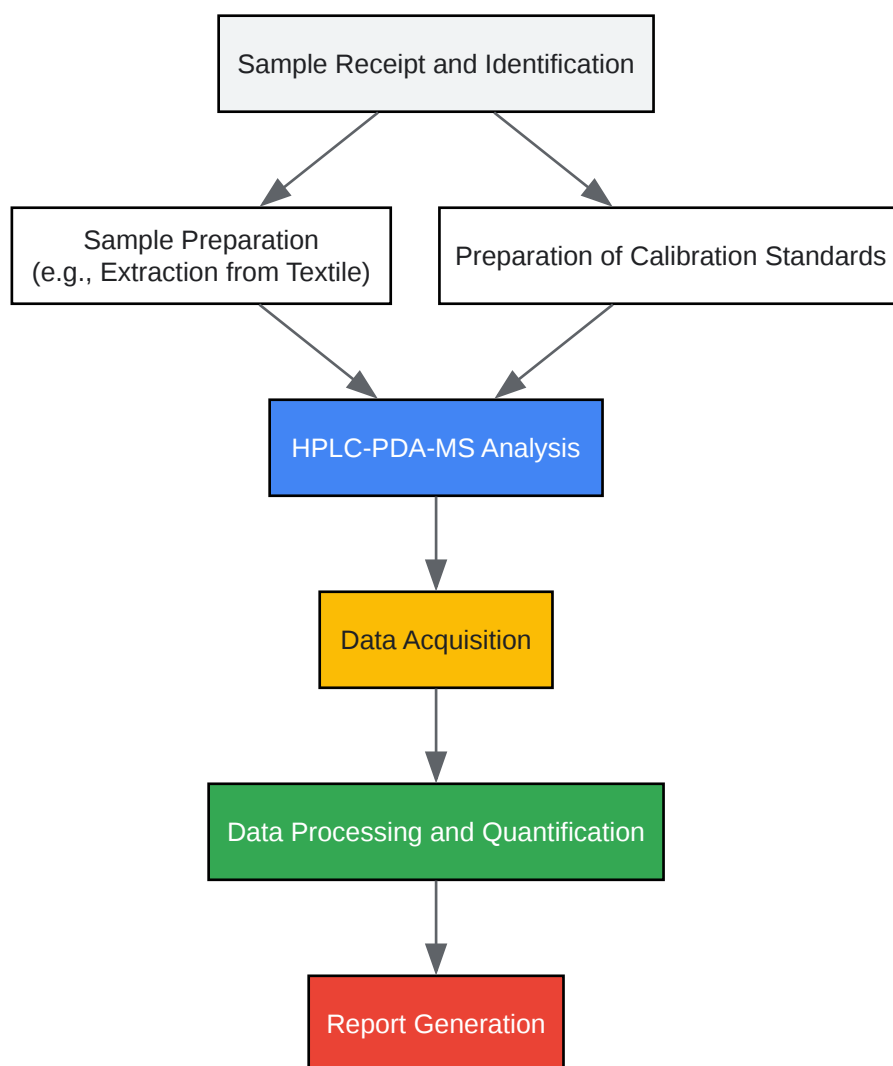 Sample Receipt and Identification
Sample Preparation
(e.g., Extraction from Textile)
Preparation of Calibration Standards
HPLC-PDA-MS Analysis
Data Acquisition
Data Processing and Quantification
Report Generation